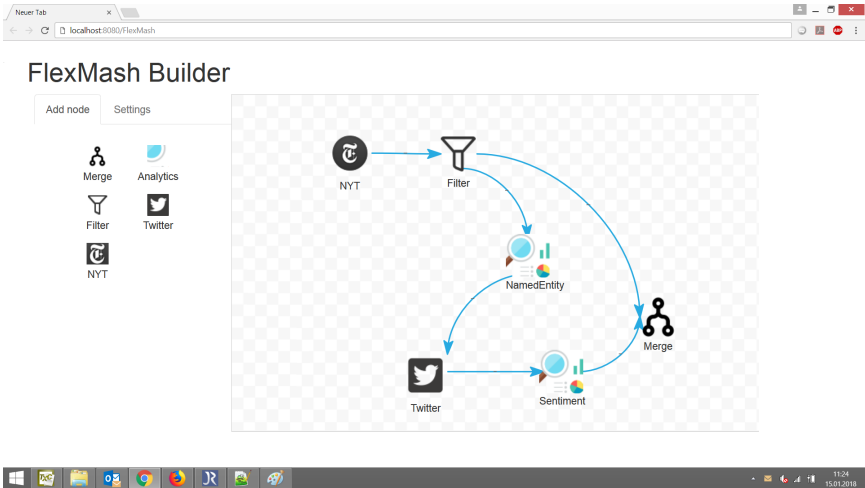 Neuer Tab
localhost:8080/FlexMash
ABP
FlexMash Builder
Add node
Settings
Merge
Analytics
Filter
Twitter
NYT
NYT
Filter
NamedEntity
Merge
Twitter
Sentiment
11:24
15.01.2018